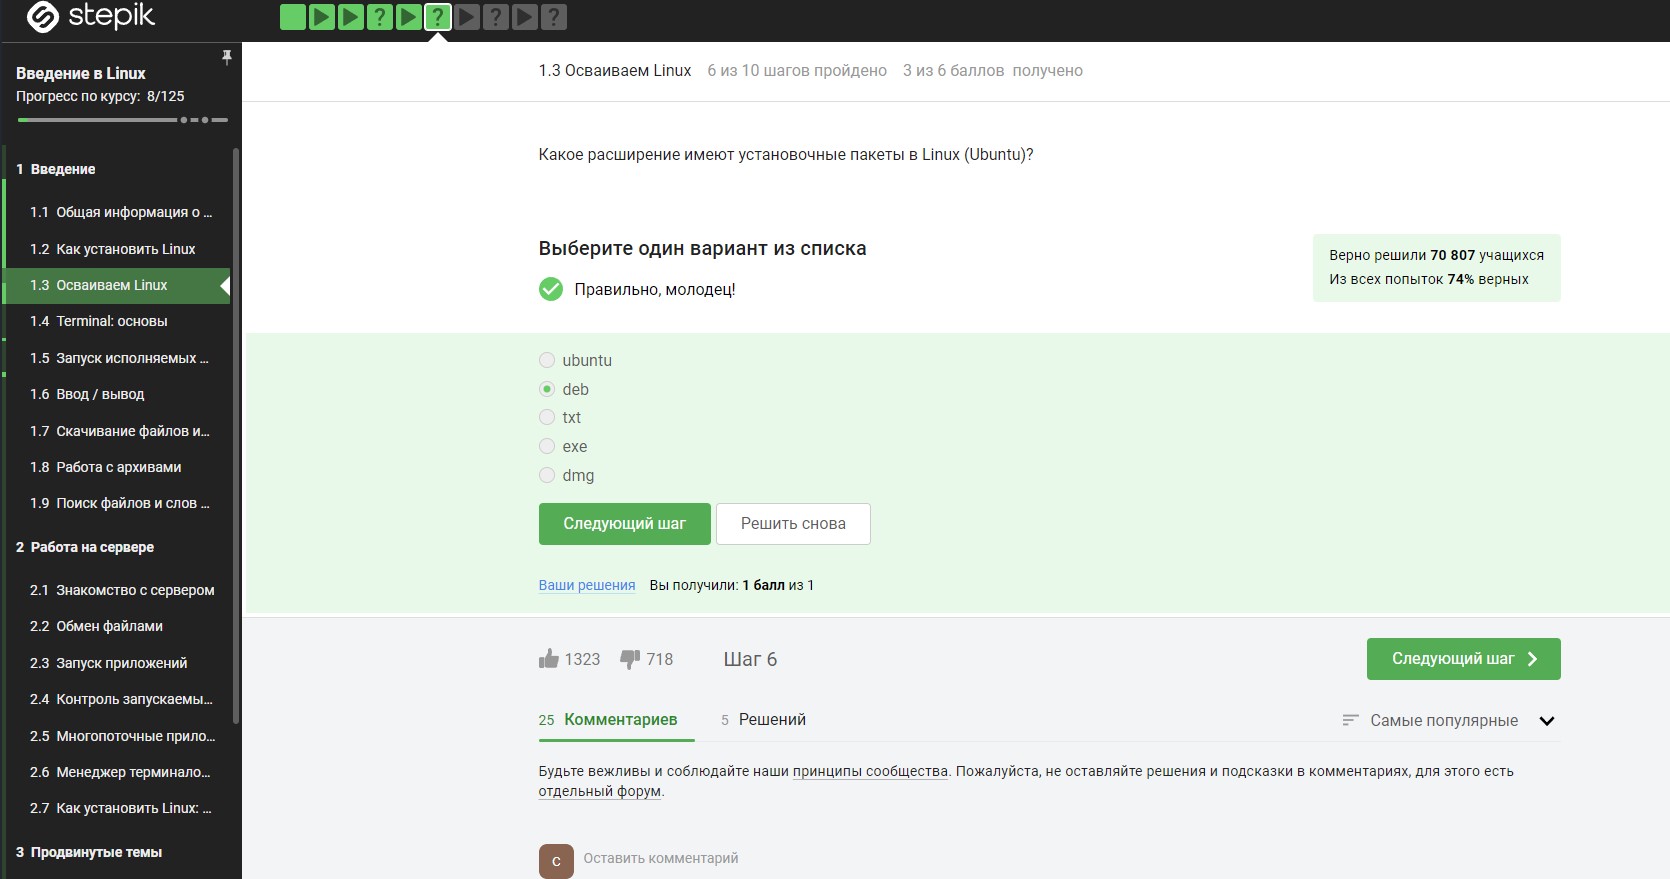 stepik
? ? ? ?
Введение в Linux
Прогресс по курсу: 8/125
1 Введение
1.1 Общая информация о ...
1.2 Как установить Linux
1.3 Осваиваем Linux
1.4 Terminal: основы
1.5 Запуск исполняемых ...
1.6 Ввод / вывод
1.7 Скачивание файлов и...
1.8 Работа с архивами
1.9 Поиск файлов и слов ...
2 Работа на сервере
2.1 Знакомство с сервером
2.2 Обмен файлами
2.3 Запуск приложений
2.4 Контроль запускаемы...
2.5 Многопоточные прило...
2.6 Менеджер терминало...
2.7 Как установить Linux: ...
3 Продвинутые темы
1.3 Осваиваем Linux 6 из 10 шагов пройдено 3 из 6 баллов получено
Какое расширение имеют установочные пакеты в Linux (Ubuntu)?
Выберите один вариант из списка
Правильно, молодец!
Верно решили 70 807 учащихся
Из всех попыток 74% верных
ubuntu
deb
txt
exe
dmg
Следующий шаг Решить снова
Ваши решения Вы получили: 1 балл из 1
1323 718 Шаг 6 Следующий шаг
25 Комментариев 5 Решений Самые популярные
Будьте вежливы и соблюдайте наши принципы сообщества. Пожалуйста, не оставляйте решения и подсказки в комментариях, для этого есть
отдельный форум.
C Оставить комментарий